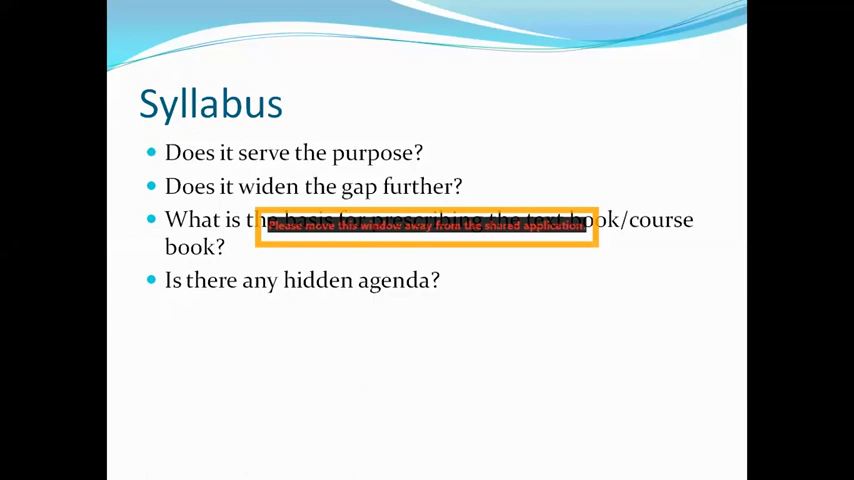 Syllabus
Does it serve the purpose?
Does it widen the gap further?
What is the basis for prescribing the text book/course
Please move this window away from the shared application.
book?
Is there any hidden agenda?